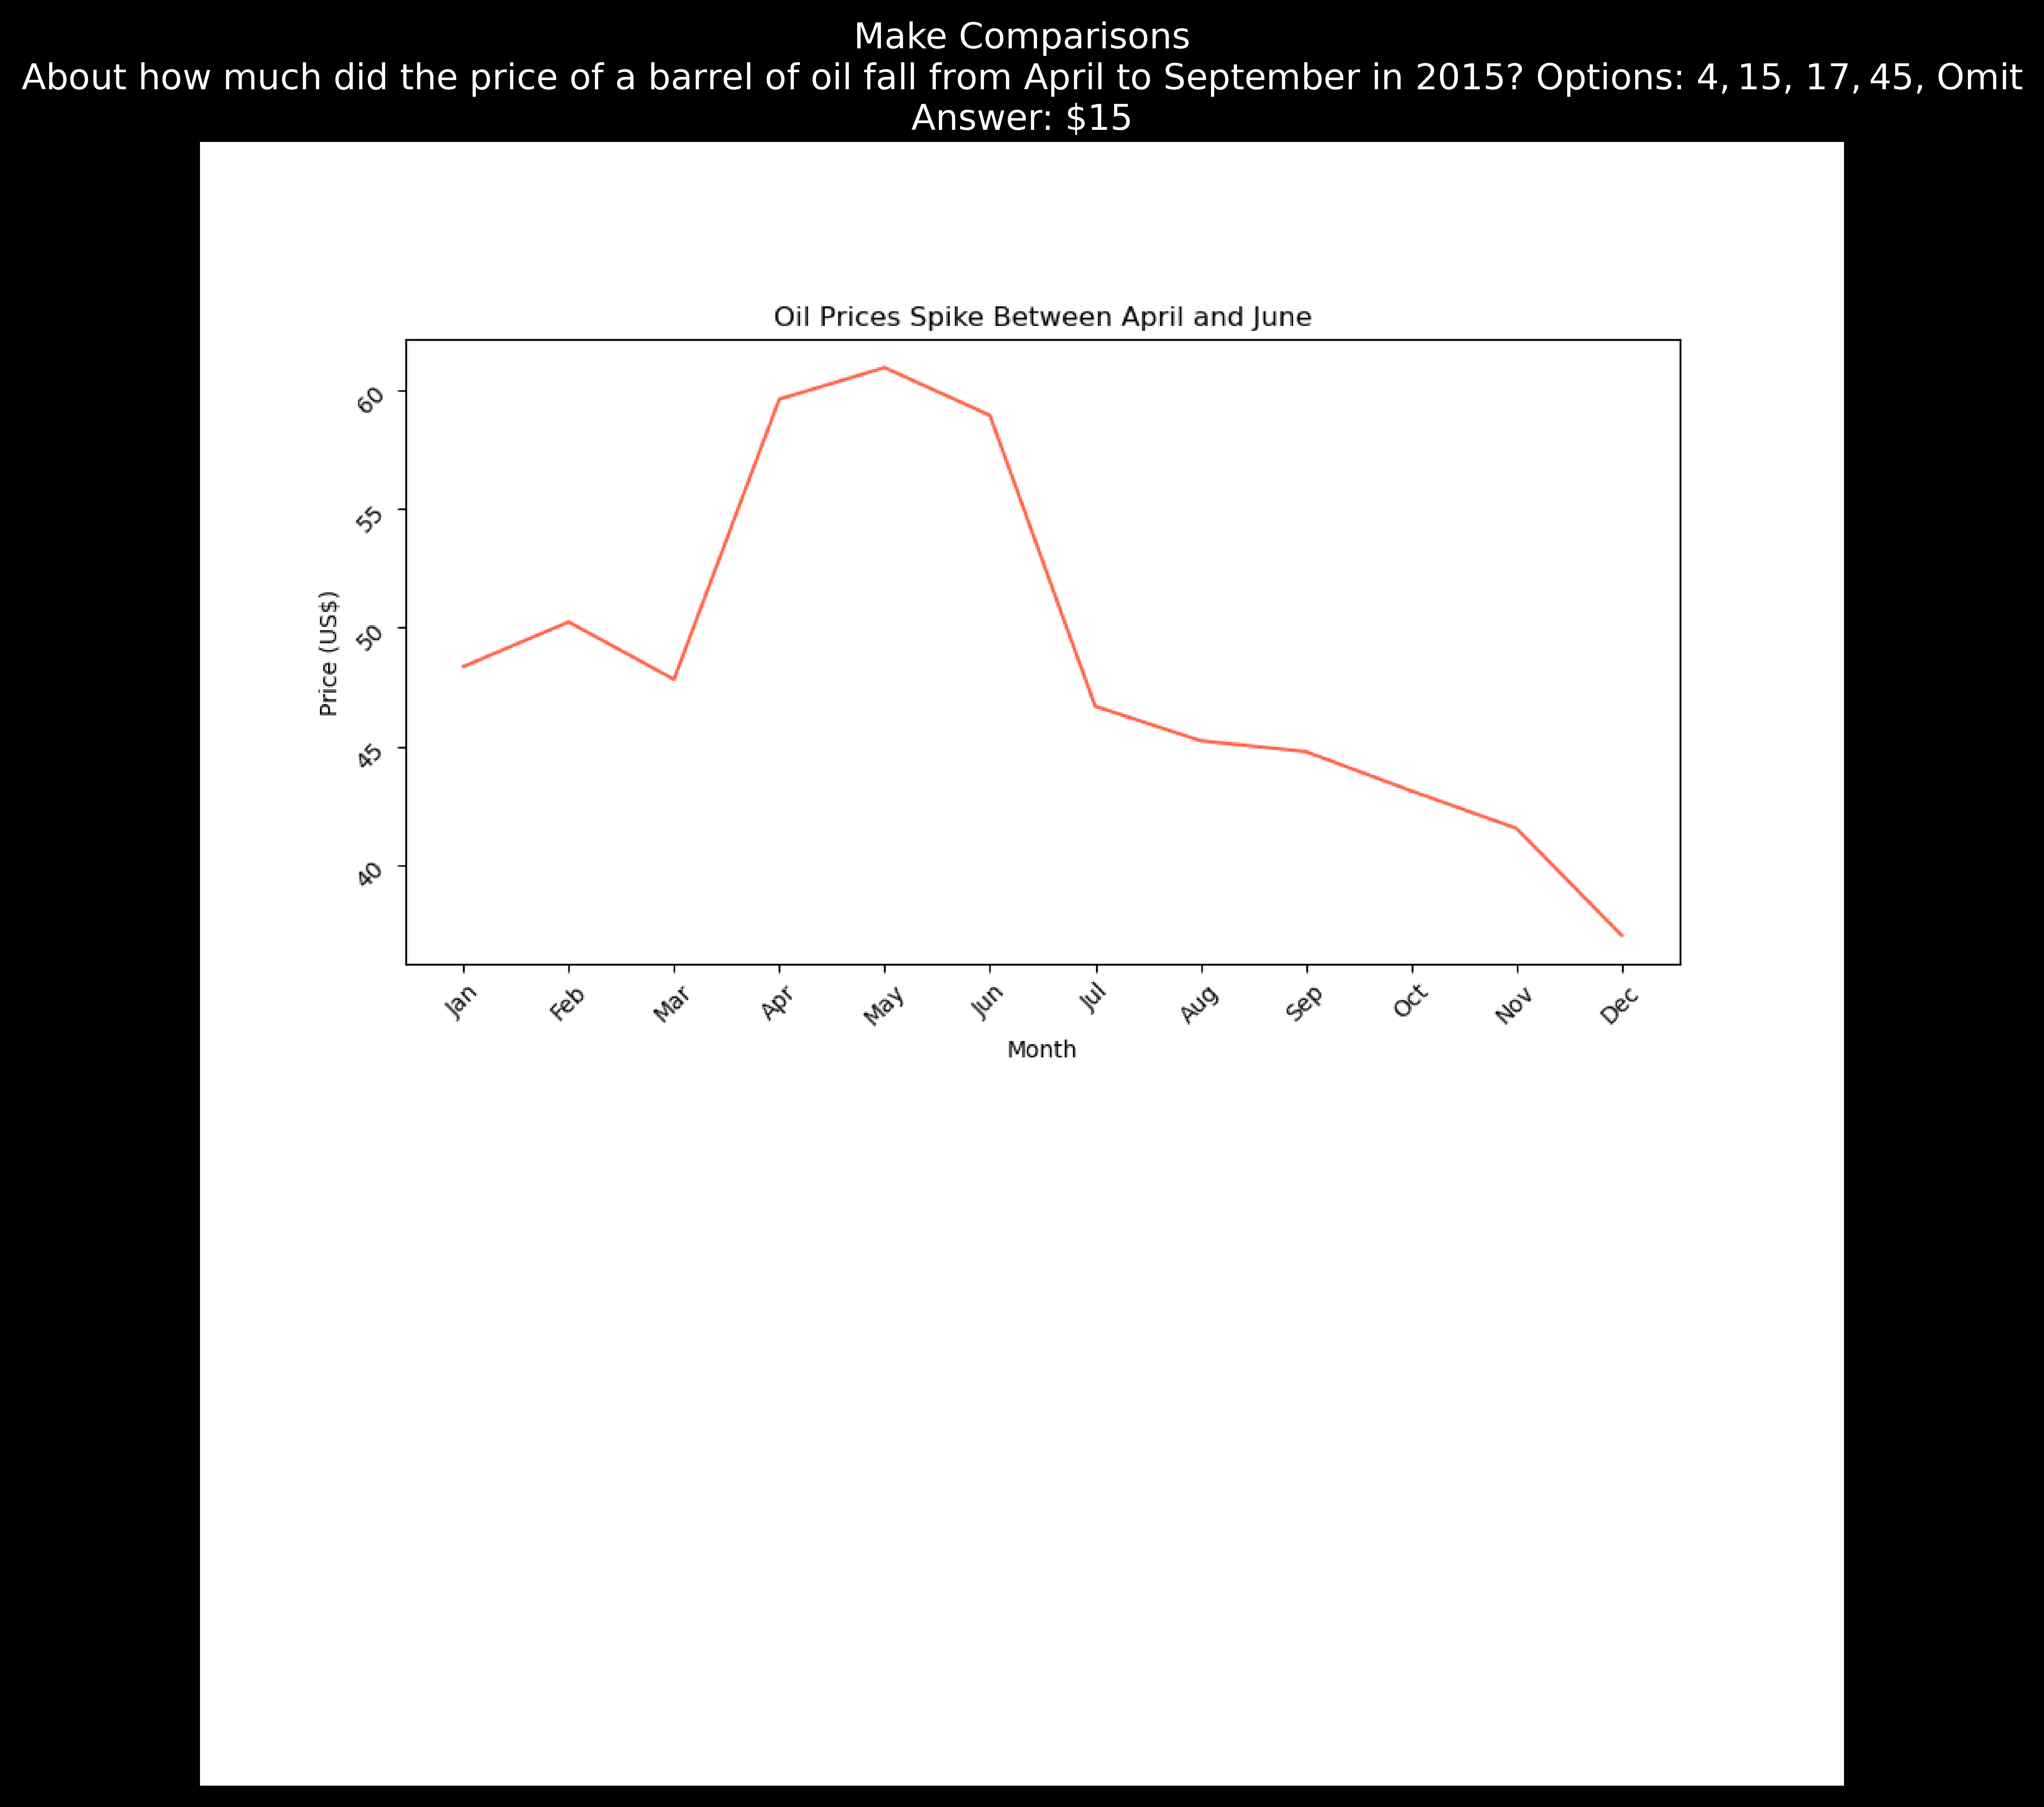 Make Comparisons
About how much did the price of a barrel of oil fall from April to September in 2015? Options: 4, 15, 17, 45, Omit
Answer: $15
Oil Prices Spike Between April and June
Price (US$)
60
55
50
45
40
Jan Feb Mar Apr May Jun Jul Aug Sep Oct Nov Dec
Month